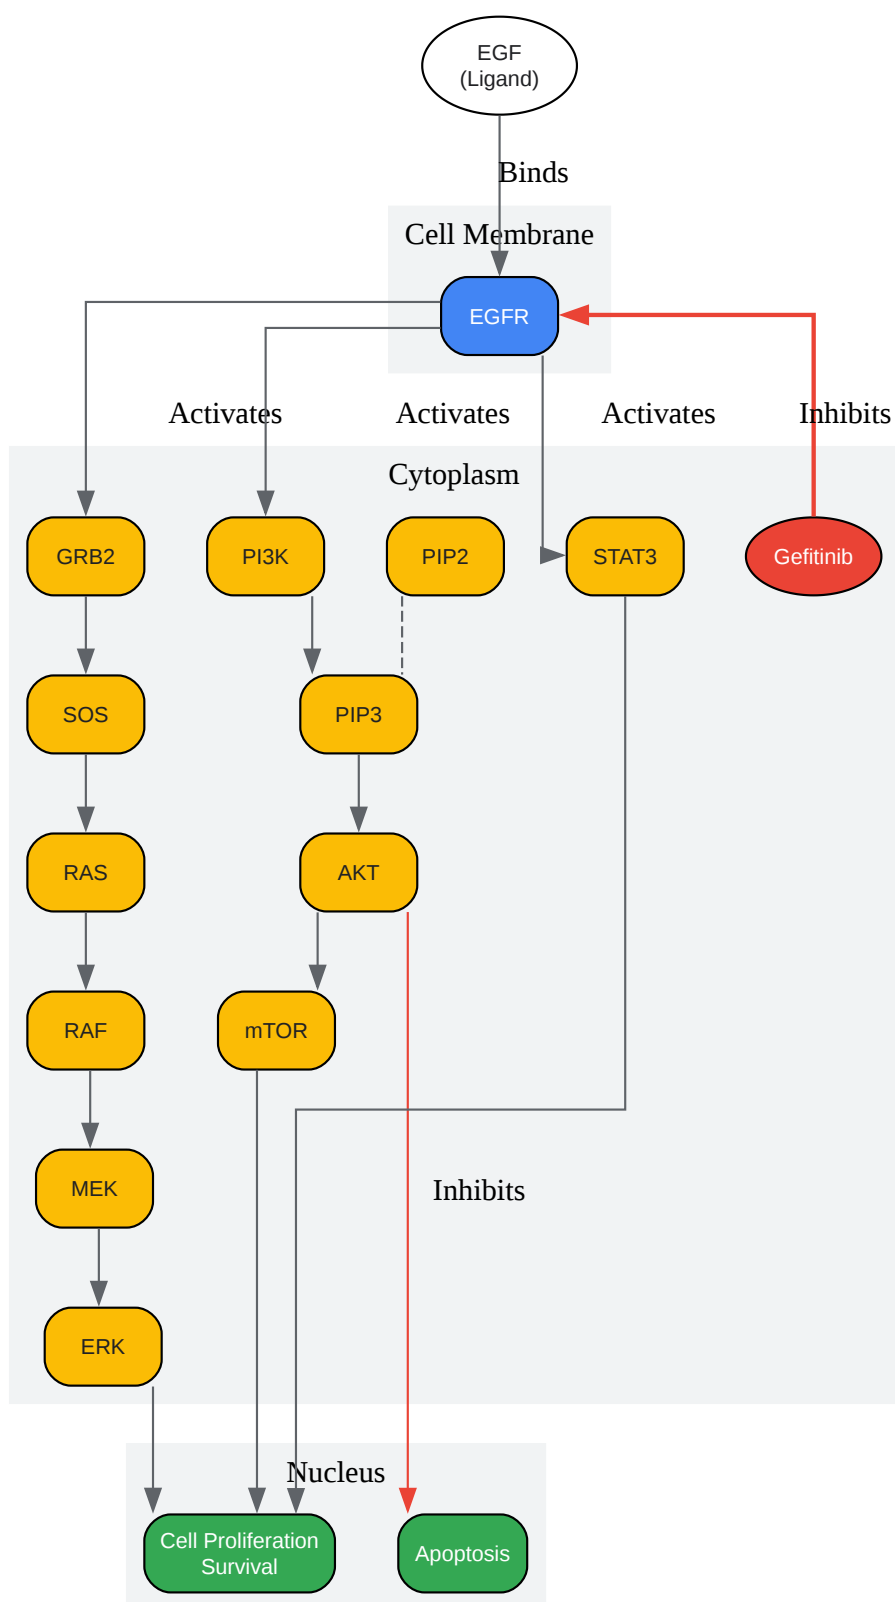 EGF
(Ligand)
Binds
Cell Membrane
EGFR
Activates
Activates
Activates
Inhibits
Cytoplasm
GRB2
PI3K
PIP2
STAT3
Gefitinib
SOS
PIP3
RAS
AKT
RAF
mTOR
MEK
Inhibits
ERK
Nucleus
Cell Proliferation
Survival
Apoptosis